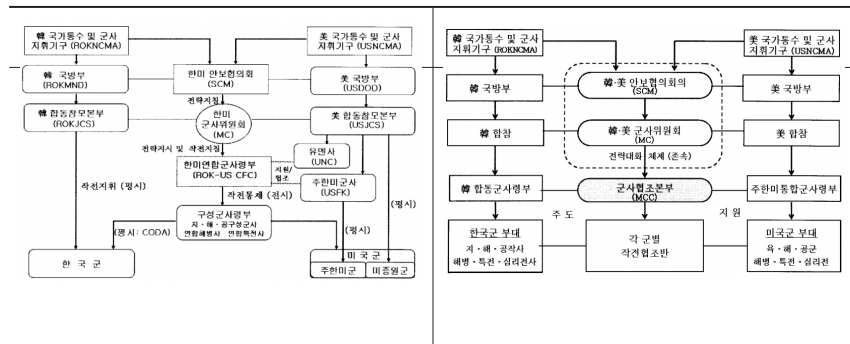 韓 국가통수 및 군사
지휘기구 (ROKNCMA)
美 국가통수 및 군사
지휘기구 (USNCMA)
韓 국방부
(ROKMND)
한미 안보협의회
(SCM)
美 국방부
(USDOD)
전략지침
韓 합동참모본부
(ROKJCS)
한미
군사위원회
(MC)
美 합동참모본부
(USJCS)
전략지시 및 작전지침
유엔사
(UNC)
한미연합군사령부
(ROK-US CFC)
지원/
협조
주한미군사
(USFK)
작전지휘 (평시)
작전통제 (전시)
(평시)
구성군사령부
지·해·공구성군사
연합해병사 연합특전사
(평시: CODA)
(평시)
한 국 군
미 국 군
주한미군
미증원군
韓 국가통수 및 군사
지휘기구 (ROKNCMA)
美 국가통수 및 군사
지휘기구 (USNCMA)
韓 국방부
韓·美 안보협의회의
(SCM)
美 국방부
韓 합참
韓·美 군사위원회
(MC)
美 합참
전략대화 체제 (존속)
韓 합동군사령부
군사협조본부
(MCC)
주한미통합군사령부
주 도
지 원
한국군 부대
지·해·공작사
해병·특전·심리전사
각 군별
작전협조반
미국군 부대
육·해·공군
해병·특전·심리전